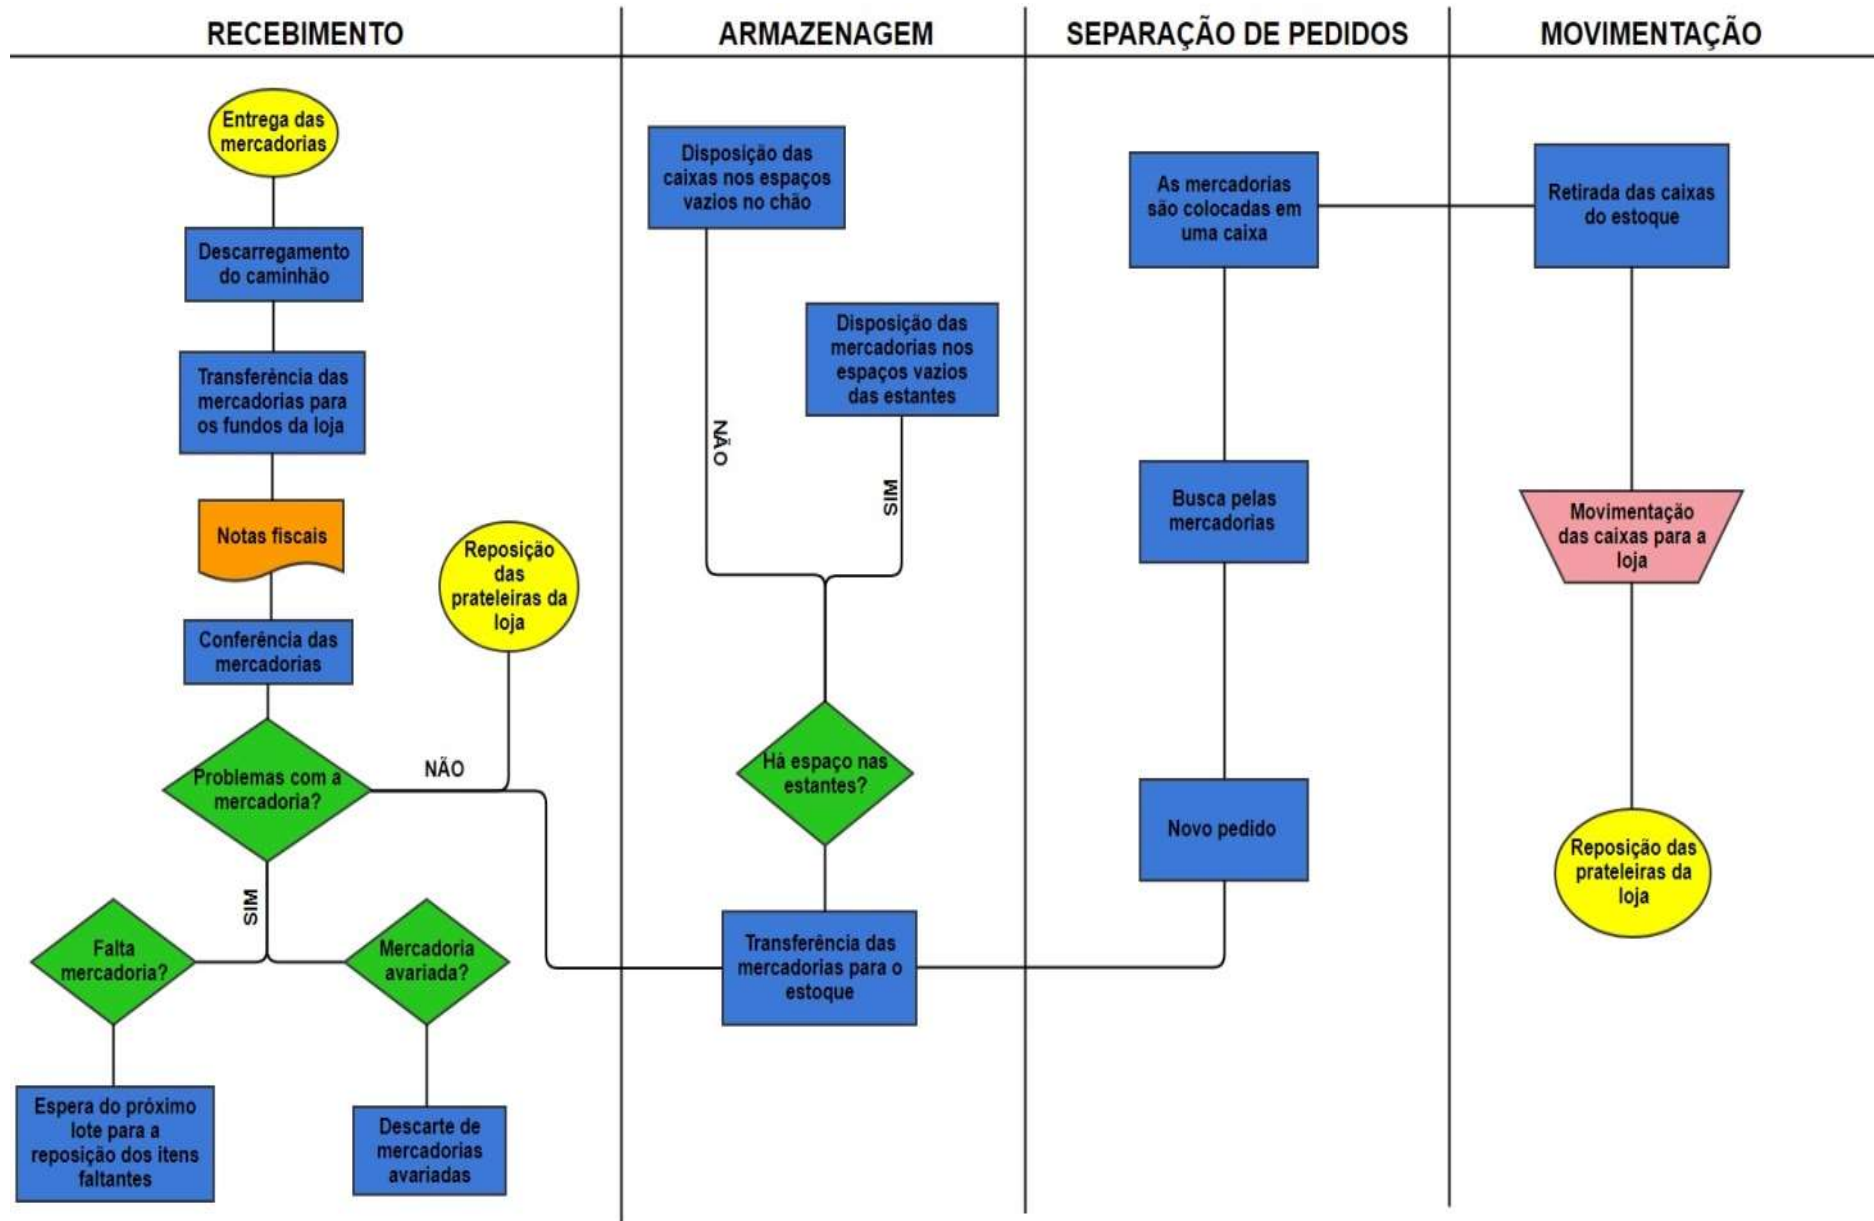 RECEBIMENTO
ARMAZENAGEM
SEPARAÇÃO DE PEDIDOS
MOVIMENTAÇÃO
Entrega das
mercadorias
Descarregamento
do caminhão
Transferência das
mercadorias para
os fundos da loja
Notas fiscais
Conferência das
mercadorias
Problemas com a
mercadoria?
NÃO
Reposição
das
prateleiras da
loja
SIM
Falta
mercadoria?
Mercadoria
avariada?
Espera do próximo
lote para a
reposição dos itens
faltantes
Descarte de
mercadorias
avariadas
Disposição das
caixas nos espaços
vazios no chão
Disposição das
mercadorias nos
espaços vazios
das estantes
NÃO
SIM
Há espaço nas
estantes?
Transferência das
mercadorias para o
estoque
As mercadorias
são colocadas em
uma caixa
Busca pelas
mercadorias
Novo pedido
Retirada das caixas
do estoque
Movimentação
das caixas para a
loja
Reposição das
prateleiras da
loja